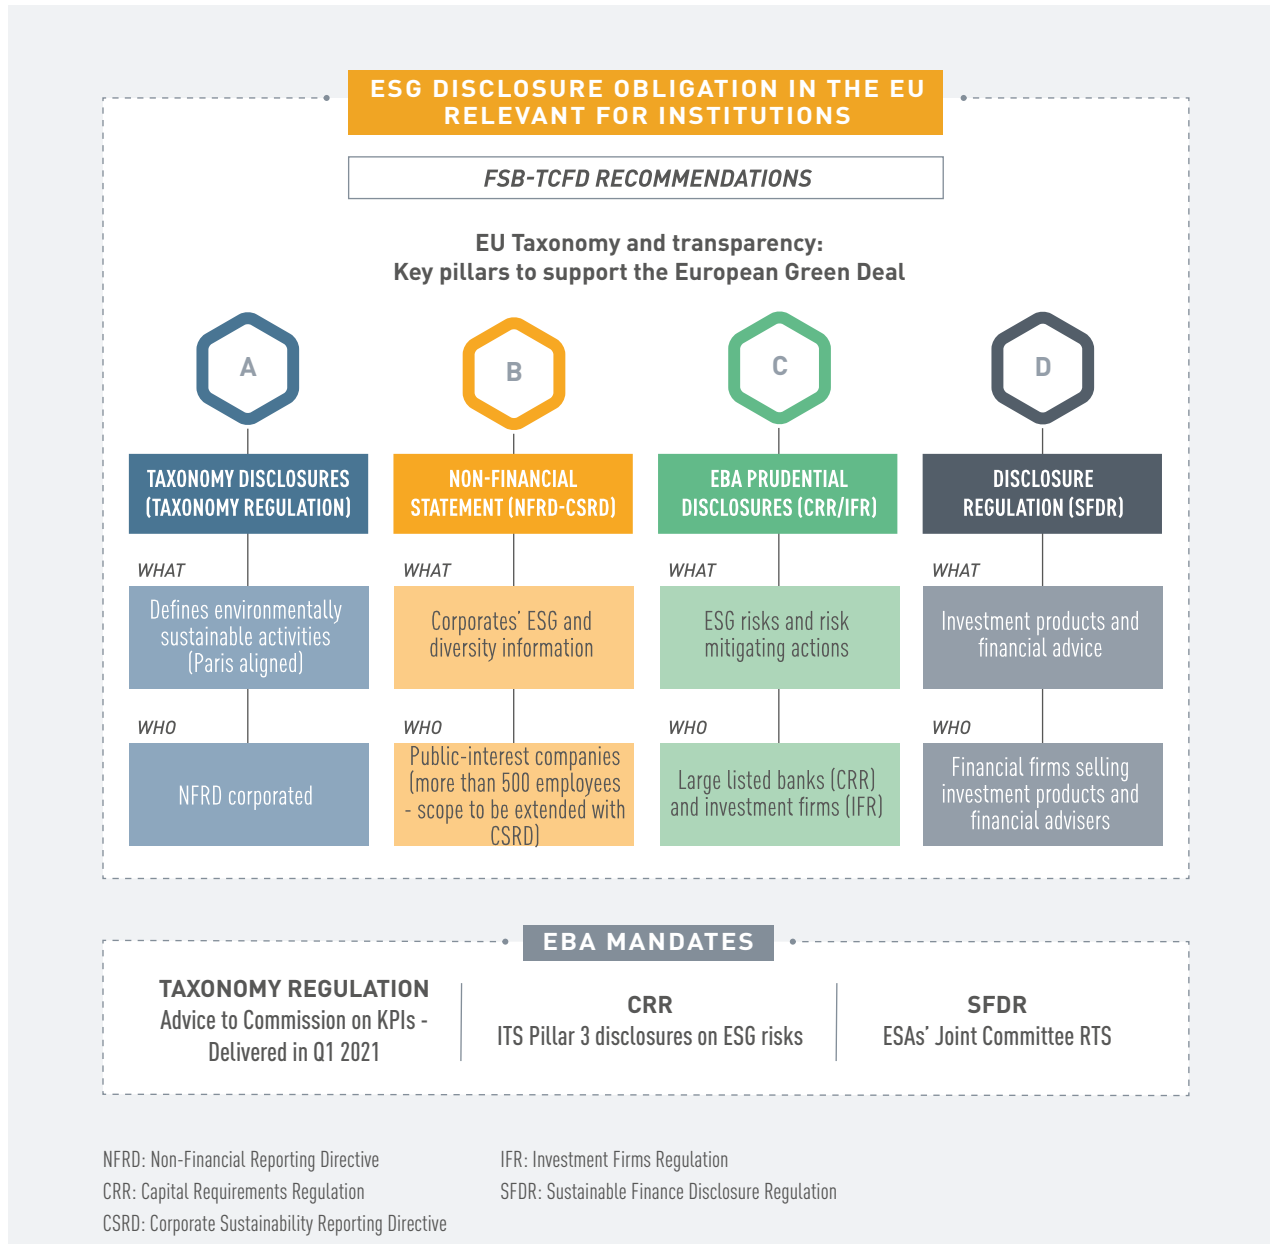 ESG DISCLOSURE OBLIGATION IN THE EU
RELEVANT FOR INSTITUTIONS
FSB-TCFD RECOMMENDATIONS
EU Taxonomy and transparency:
Key pillars to support the European Green Deal
A
TAXONOMY DISCLOSURES
(TAXONOMY REGULATION)
WHAT
Defines environmentally
sustainable activities
(Paris aligned)
WHO
NFRD corporated
B
NON-FINANCIAL
STATEMENT (NFRD-CSRD)
WHAT
Corporates' ESG and
diversity information
WHO
Public-interest companies
(more than 500 employees
- scope to be extended with
CSRD)
C
EBA PRUDENTIAL
DISCLOSURES (CRR/IFR)
WHAT
ESG risks and risk
mitigating actions
WHO
Large listed banks (CRR)
and investment firms (IFR)
D
DISCLOSURE
REGULATION (SFDR)
WHAT
Investment products and
financial advice
WHO
Financial firms selling
investment products and
financial advisers
EBA MANDATES
TAXONOMY REGULATION
Advice to Commission on KPIs -
Delivered in Q1 2021
CRR
ITS Pillar 3 disclosures on ESG risks
SFDR
ESAs' Joint Committee RTS
NFRD: Non-Financial Reporting Directive
CRR: Capital Requirements Regulation
CSRD: Corporate Sustainability Reporting Directive
IFR: Investment Firms Regulation
SFDR: Sustainable Finance Disclosure Regulation